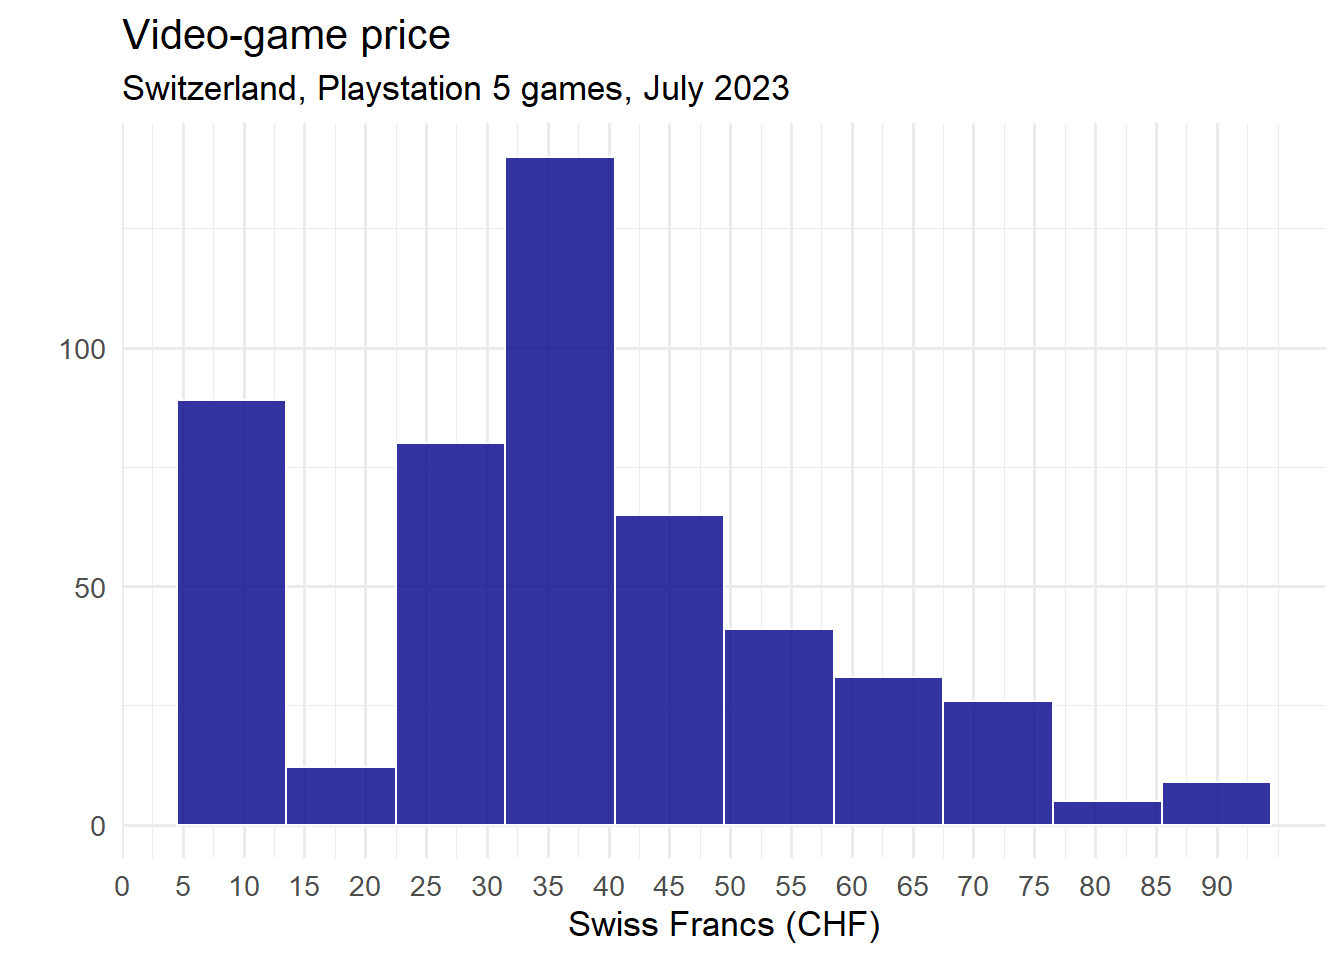 Video-game price
Switzerland, Playstation 5 games, July 2023
100
50
0
0 5 10 15 20 25 30 35 40 45 50 55 60 65 70 75 80 85 90
Swiss Francs (CHF)